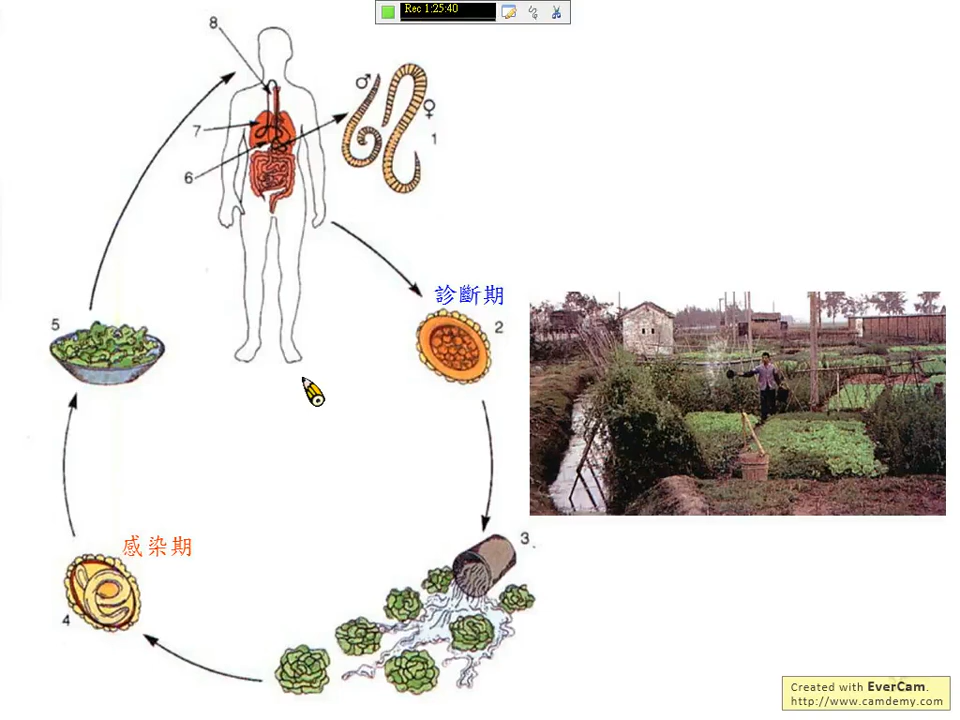 Rec 1:25:40
8
♂
♀
1
7
6
診斷期
2
5
感染期
3.
4
Created with EverCam.
http://www.camdemy.com